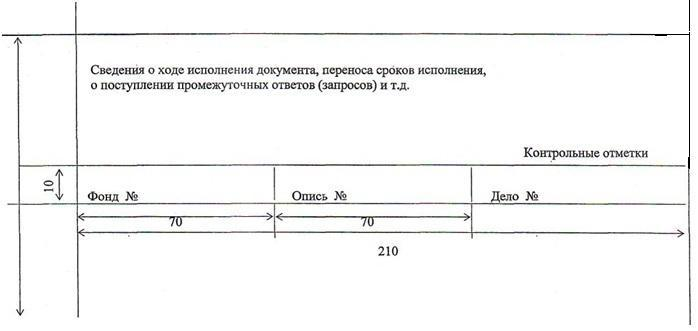 Сведения о ходе исполнения документа, переноса сроков исполнения,
о поступлении промежуточных ответов (запросов) и т.д.
Контрольные отметки
10
Фонд № Опись № Дело №
70 70
210